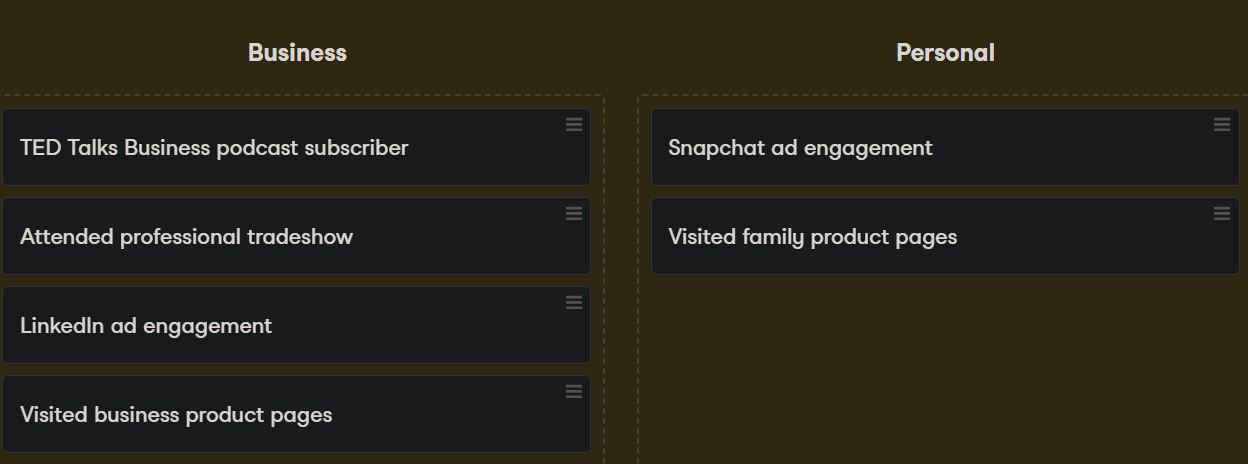 Business
TED Talks Business podcast subscriber
Attended professional tradeshow
LinkedIn ad engagement
Visited business product pages
Personal
Snapchat ad engagement
Visited family product pages